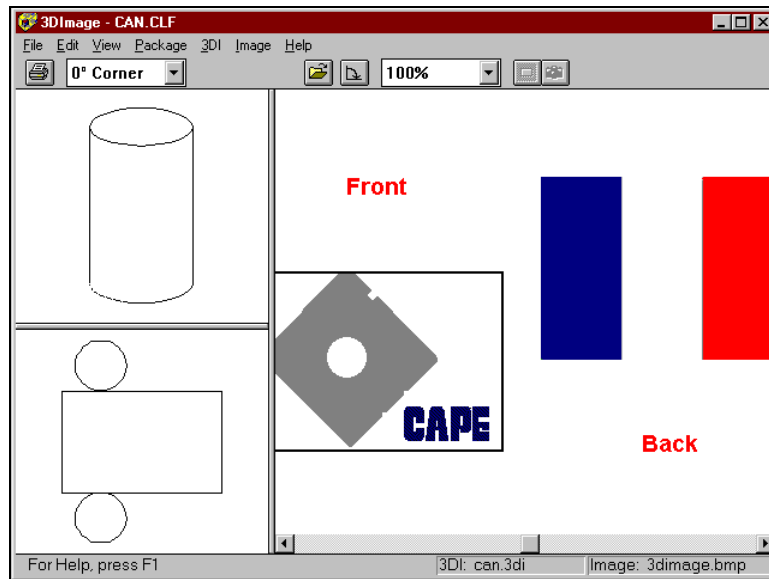 3DImage - CAN.CLF
File Edit View Package 3DI Image Help
0° Corner 100%
Front
CAPE
Back
For Help, press F1 3DI: can.3di Image: 3dimage.bmp